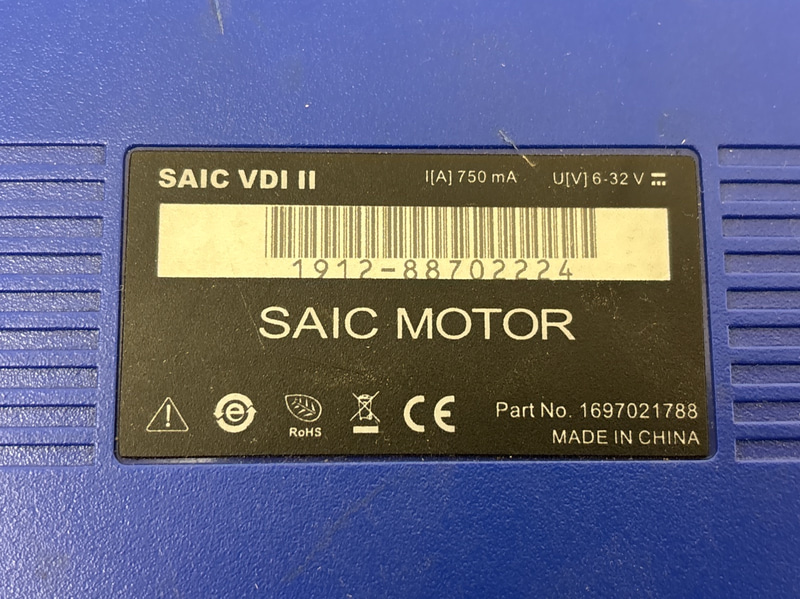 SAIC VDI II
I[A] 750 mA
U[V] 6-32 V
1912-88702224
SAIC MOTOR
e
RoHS
CE
Part No. 1697021788
MADE IN CHINA